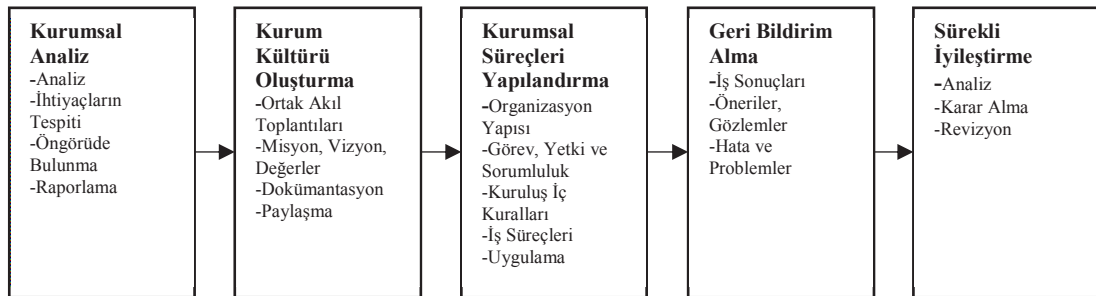 Kurumsal
Analiz
-Analiz
-İhtiyaçların
Tespiti
-Öngörüde
Bulunma
-Raporlama
Kurum
Kültürü
Oluşturma
-Ortak Akıl
Toplantıları
-Misyon, Vizyon,
Değerler
-Dokümantasyon
-Paylaşma
Kurumsal
Süreçleri
Yapılandırma
-Organizasyon
Yapısı
-Görev, Yetki ve
Sorumluluk
-Kuruluş İç
Kuralları
-İş Süreçleri
-Uygulama
Geri Bildirim
Alma
-İş Sonuçları
-Öneriler,
Gözlemler
-Hata ve
Problemler
Sürekli
İyileştirme
-Analiz
-Karar Alma
-Revizyon